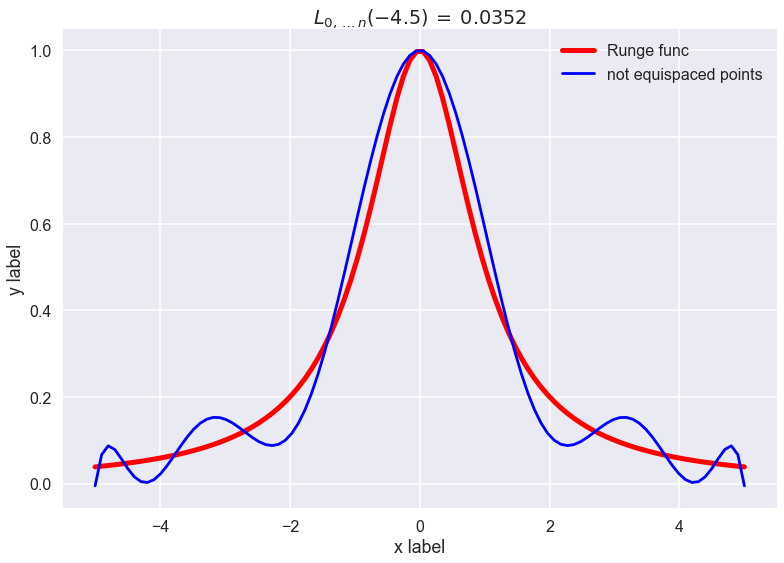 L0, … n(−4.5) = 0.0352
Runge func
not equispaced points
1.0
0.8
0.6
0.4
0.2
0.0
y label
−4 −2 0 2 4
x label